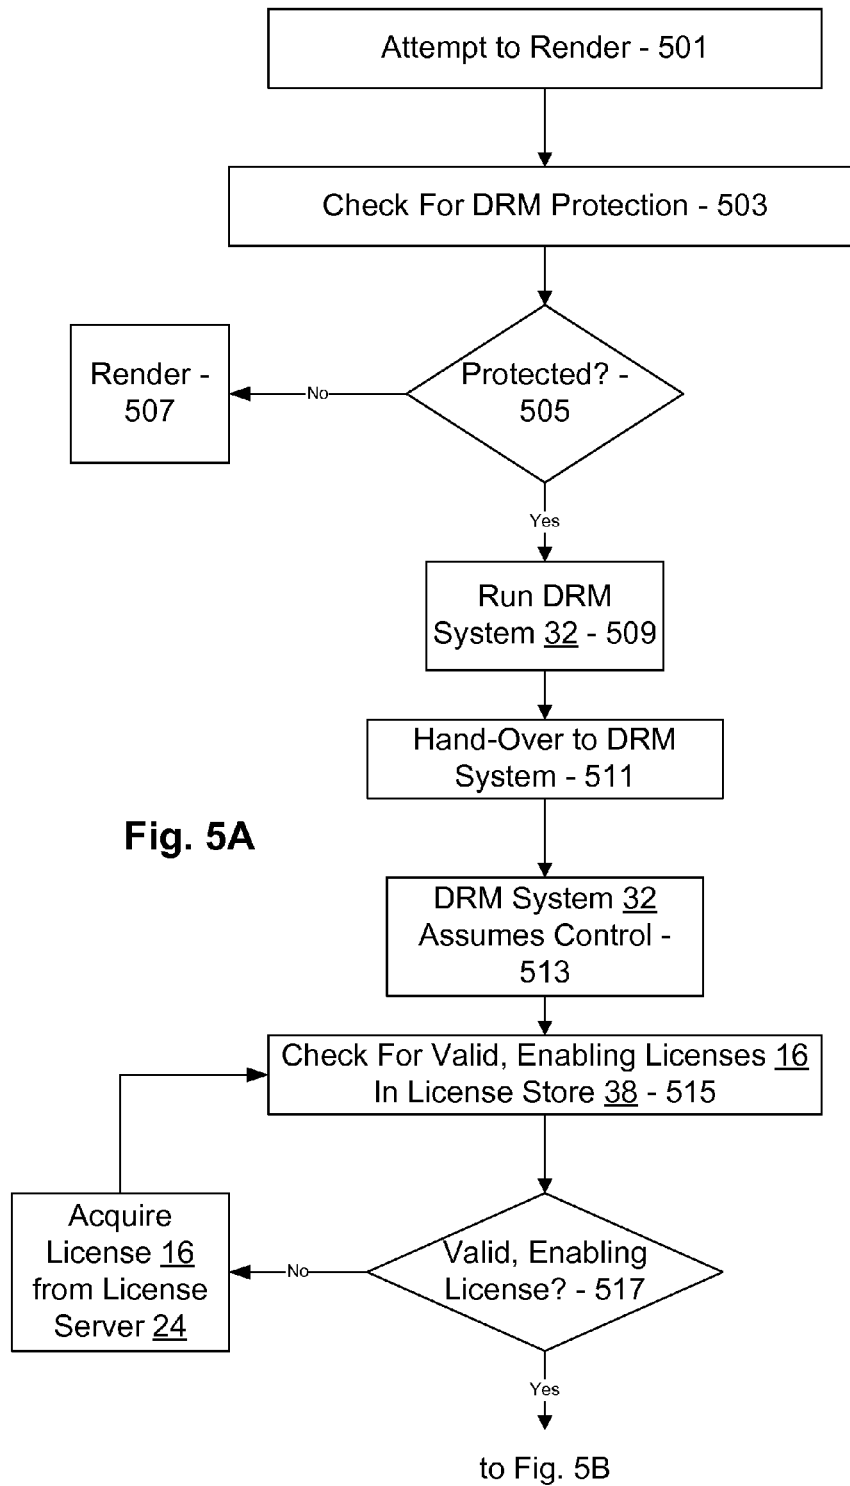 Attempt to Render - 501
Check For DRM Protection - 503
Render -
507
No
Protected? -
505
Yes
Run DRM
System 32 - 509
Hand-Over to DRM
System - 511
Fig. 5A
DRM System 32
Assumes Control -
513
Check For Valid, Enabling Licenses 16
In License Store 38 - 515
Acquire
License 16
from License
Server 24
No
Valid, Enabling
License? - 517
Yes
to Fig. 5B